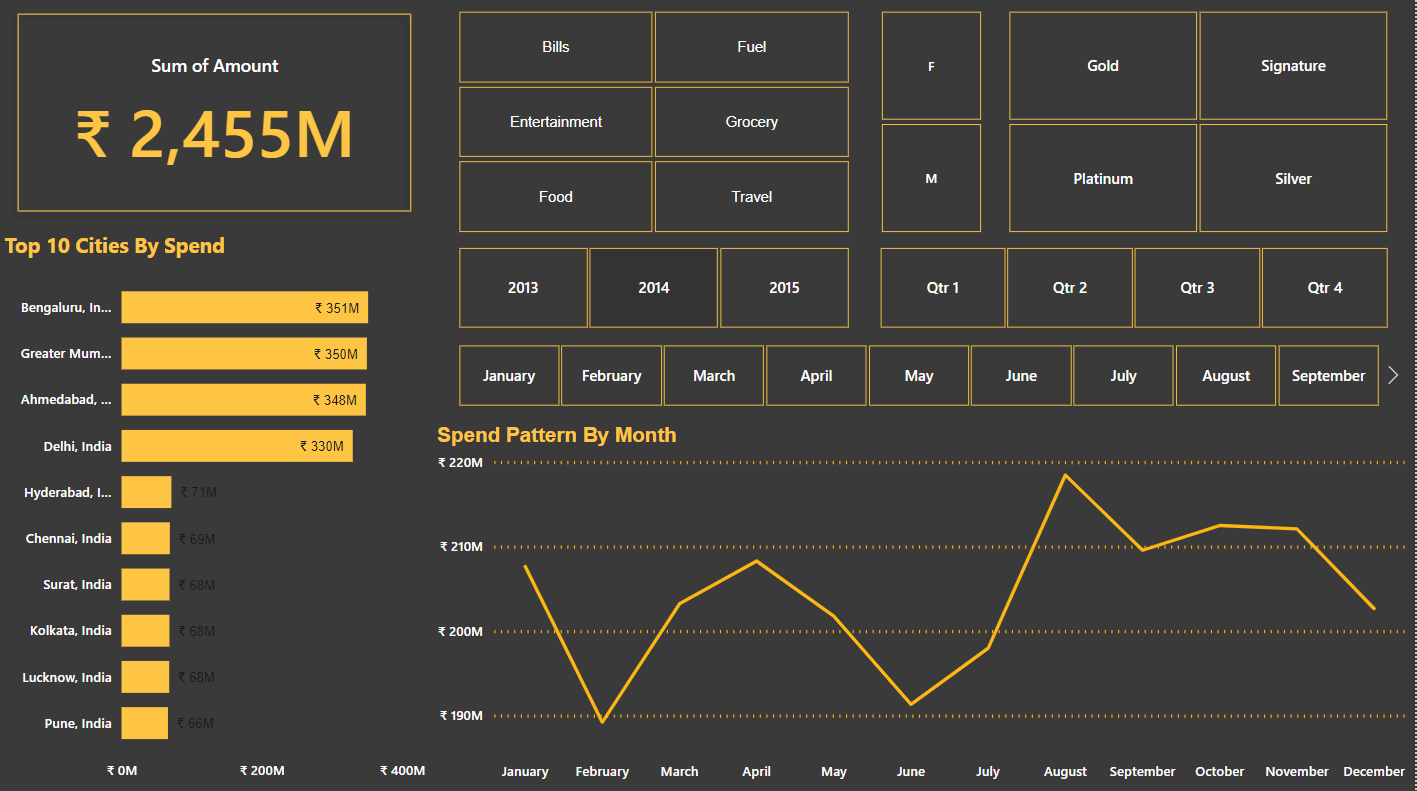 Sum of Amount
₹ 2,455M
Bills
Fuel
Entertainment
Grocery
Food
Travel
F
M
Gold
Signature
Platinum
Silver
2013
2014
2015
Qtr 1
Qtr 2
Qtr 3
Qtr 4
January
February
March
April
May
June
July
August
September
Top 10 Cities By Spend
Bengaluru, In... ₹ 351M
Greater Mum... ₹ 350M
Ahmedabad, ... ₹ 348M
Delhi, India ₹ 330M
Hyderabad, I... ₹ 71M
Chennai, India ₹ 69M
Surat, India ₹ 68M
Kolkata, India ₹ 68M
Lucknow, India ₹ 68M
Pune, India ₹ 66M
₹ 0M ₹ 200M ₹ 400M
Spend Pattern By Month
₹ 220M
₹ 210M
₹ 200M
₹ 190M
January February March April May June July August September October November December